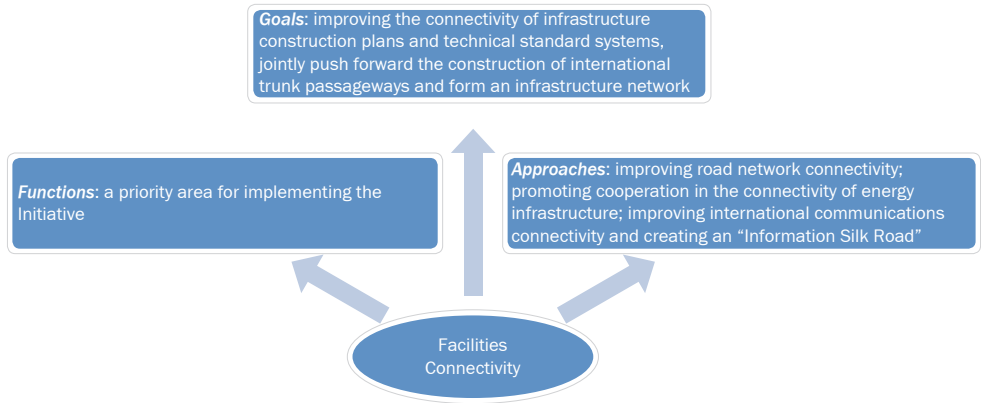 Goals: improving the connectivity of infrastructure
construction plans and technical standard systems,
jointly push forward the construction of international
trunk passageways and form an infrastructure network
Functions: a priority area for implementing the
Initiative
Approaches: improving road network connectivity;
promoting cooperation in the connectivity of energy
infrastructure; improving international communications
connectivity and creating an “Information Silk Road”
Facilities
Connectivity